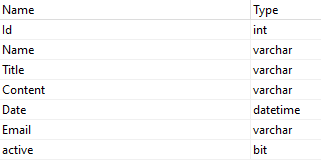 Name Type
Id int
Name varchar
Title varchar
Content varchar
Date datetime
Email varchar
active bit